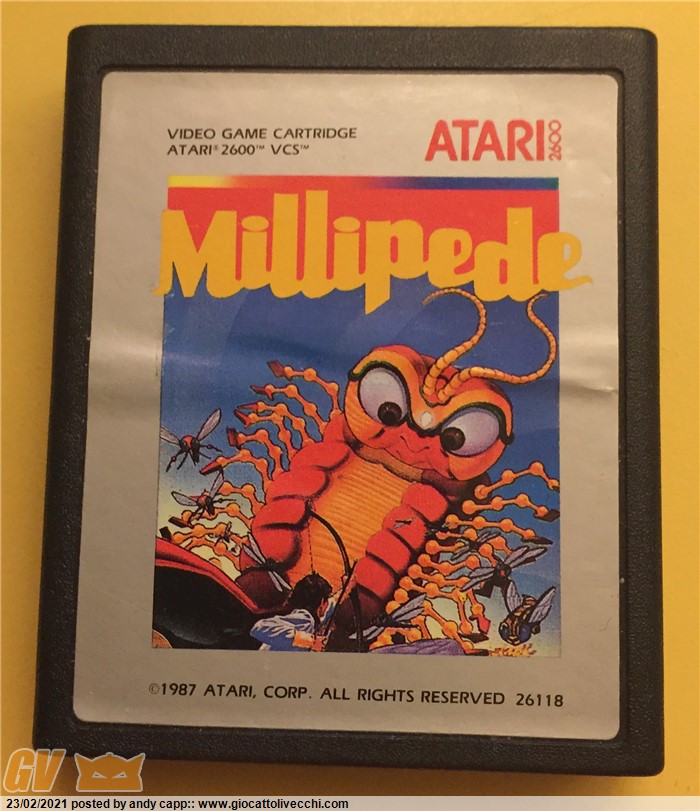 VIDEO GAME CARTRIDGE
ATARI® 2600™ VCS™
ATARI 2600
Millipede
©1987 ATARI, CORP. ALL RIGHTS RESERVED 26118
GV
23/02/2021 posted by andy capp:: www.giocattolivecchi.com